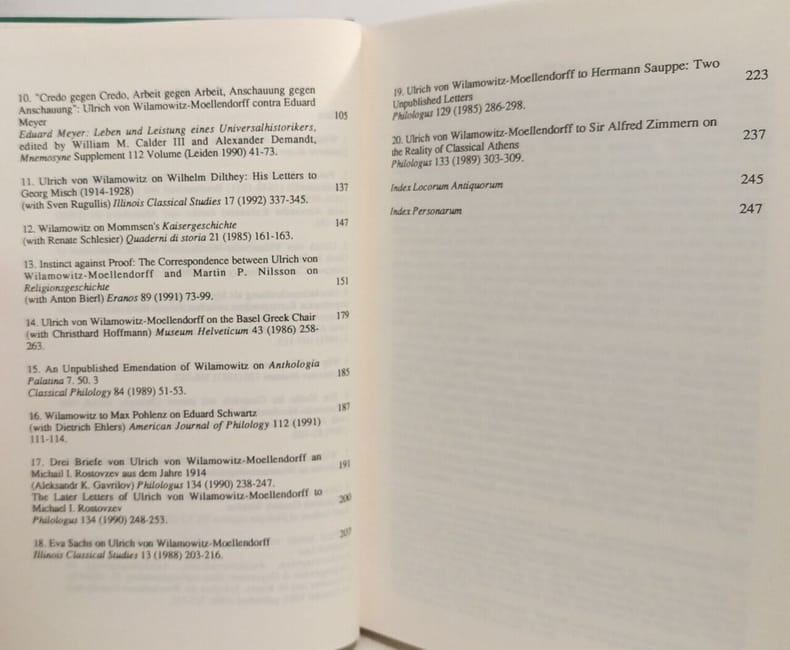 10. "Credo gegen Credo, Arbeit gegen Arbeit, Anschauung gegen
Anschauung": Ulrich von Wilamowitz-Moellendorff contra Eduard
Meyer 105
Eduard Meyer: Leben und Leistung eines Universalhistorikers,
edited by William M. Calder III and Alexander Demandt,
Mnemosyne Supplement 112 Volume (Leiden 1990) 41-73.
11. Ulrich von Wilamowitz on Wilhelm Dilthey: His Letters to
Georg Misch (1914-1928) 137
(with Sven Rugullis) Illinois Classical Studies 17 (1992) 337-345.
12. Wilamowitz on Mommsen's Kaisergeschichte 147
(with Renate Schlesier) Quaderni di storia 21 (1985) 161-163.
13. Instinct against Proof: The Correspondence between Ulrich von
Wilamowitz-Moellendorff and Martin P. Nilsson on
Religionsgeschichte 151
(with Anton Bierl) Eranos 89 (1991) 73-99.
14. Ulrich von Wilamowitz-Moellendorff on the Basel Greek Chair 179
(with Christhard Hoffmann) Museum Helveticum 43 (1986) 258-
263.
15. An Unpublished Emendation of Wilamowitz on Anthologia
Palatina 7. 50. 3 185
Classical Philology 84 (1989) 51-53.
16. Wilamowitz to Max Pohlenz on Eduard Schwartz 187
(with Dietrich Ehlers) American Journal of Philology 112 (1991)
111-114.
17. Drei Briefe von Ulrich von Wilamowitz-Moellendorff an
Michail I. Rostovzev aus dem Jahre 1914 191
(Aleksandr K. Gavrilov) Philologus 134 (1990) 238-247.
The Later Letters of Ulrich von Wilamowitz-Moellendorff to
Michael I. Rostovzev 200
Philologus 134 (1990) 248-253.
18. Eva Sachs on Ulrich von Wilamowitz-Moellendorff 207
Illinois Classical Studies 13 (1988) 203-216.
19. Ulrich von Wilamowitz-Moellendorff to Hermann Sauppe: Two
Unpublished Letters 223
Philologus 129 (1985) 286-298.
20. Ulrich von Wilamowitz-Moellendorff to Sir Alfred Zimmern on
the Reality of Classical Athens 237
Philologus 133 (1989) 303-309.
Index Locorum Antiquorum 245
Index Personarum 247